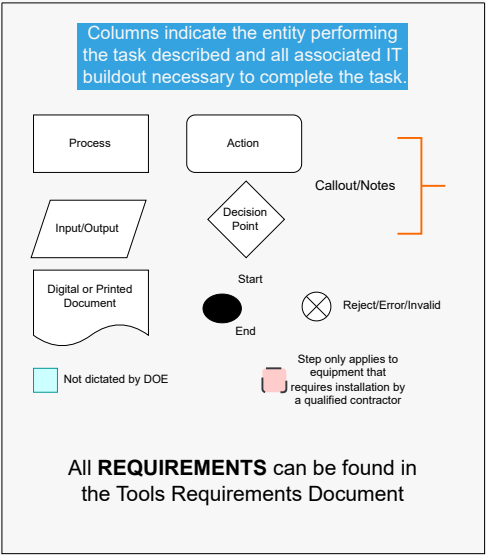 Columns indicate the entity performing
the task described and all associated IT
buildout necessary to complete the task.
Process
Action
Callout/Notes
Input/Output
Decision
Point
Digital or Printed
Document
Start
End
Reject/Error/Invalid
Not dictated by DOE
Step only applies to
equipment that
requires installation by
a qualified contractor
All REQUIREMENTS can be found in
the Tools Requirements Document